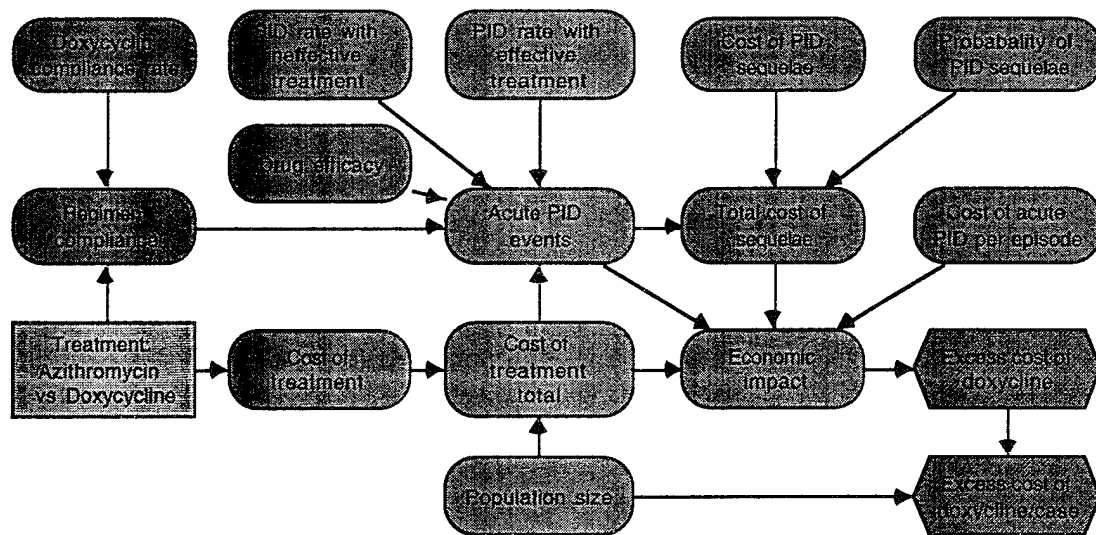 Doxycyclin
compliance rate
PID rate with
ineffective
treatment
PID rate with
effective
treatment
Cost of PID
sequelae
Probabality of
PID sequelae
Drug efficacy
Regimen
compliance
Acute PID
events
Total cost of
sequelae
Cost of acute
PID per episode
Treatment:
Azithromycin
vs Doxycycline
Cost of
treatment
Cost of
treatment
total
Economic
impact
Excess cost of
doxycline
Population size
Excess cost of
doxycline/case